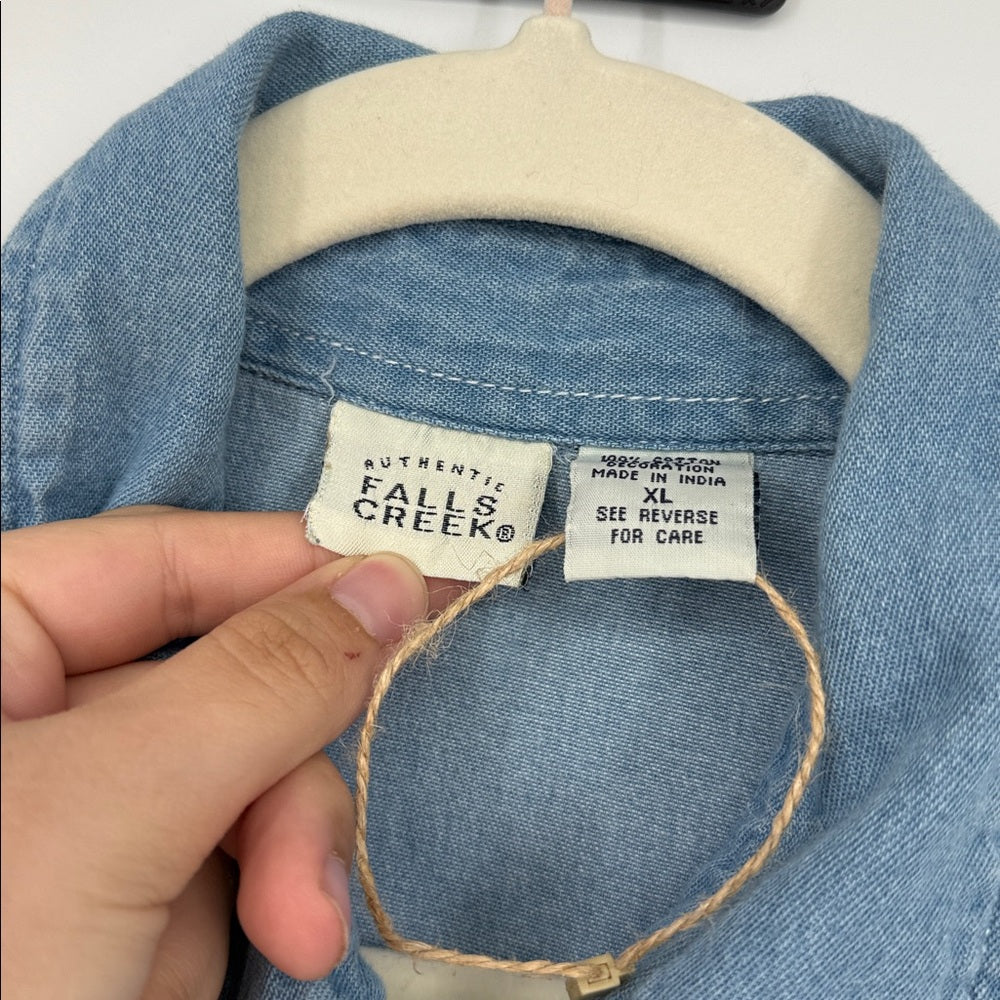 AUTHENTIC
FALLS
CREEK®
100% COTTON
DECORATION
MADE IN INDIA
XL
SEE REVERSE
FOR CARE